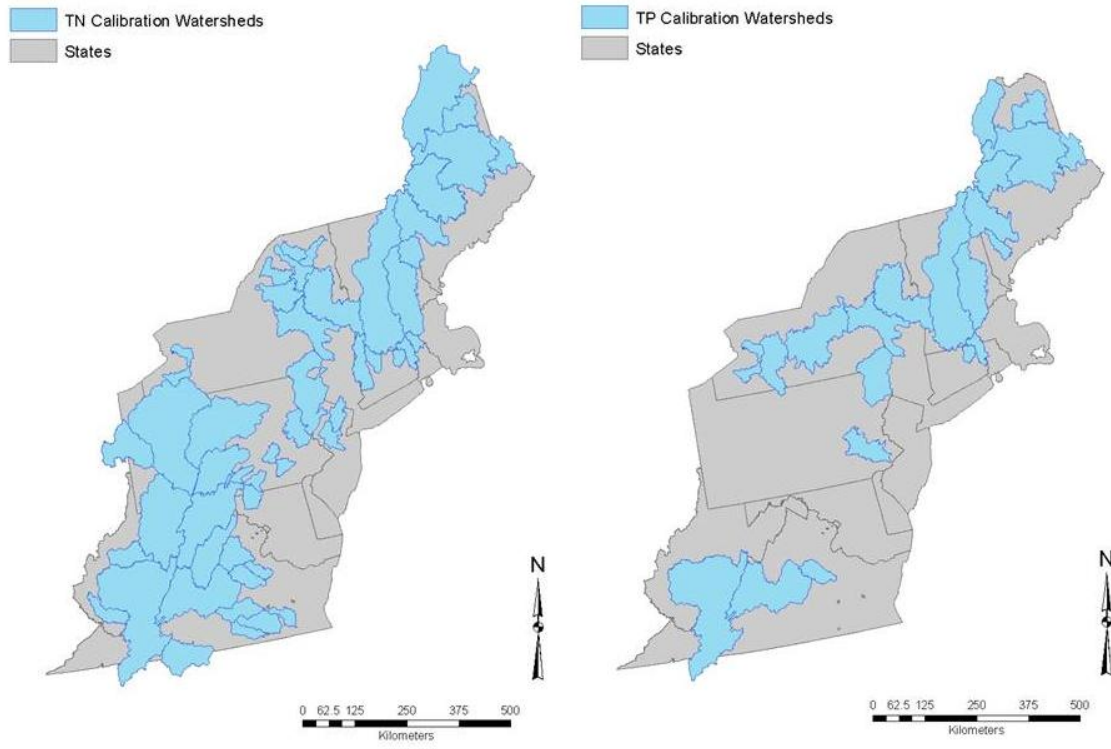 TN Calibration Watersheds
States
N
0 62.5 125 250 375 500
Kilometers
TP Calibration Watersheds
States
N
0 62.5 125 250 375 500
Kilometers